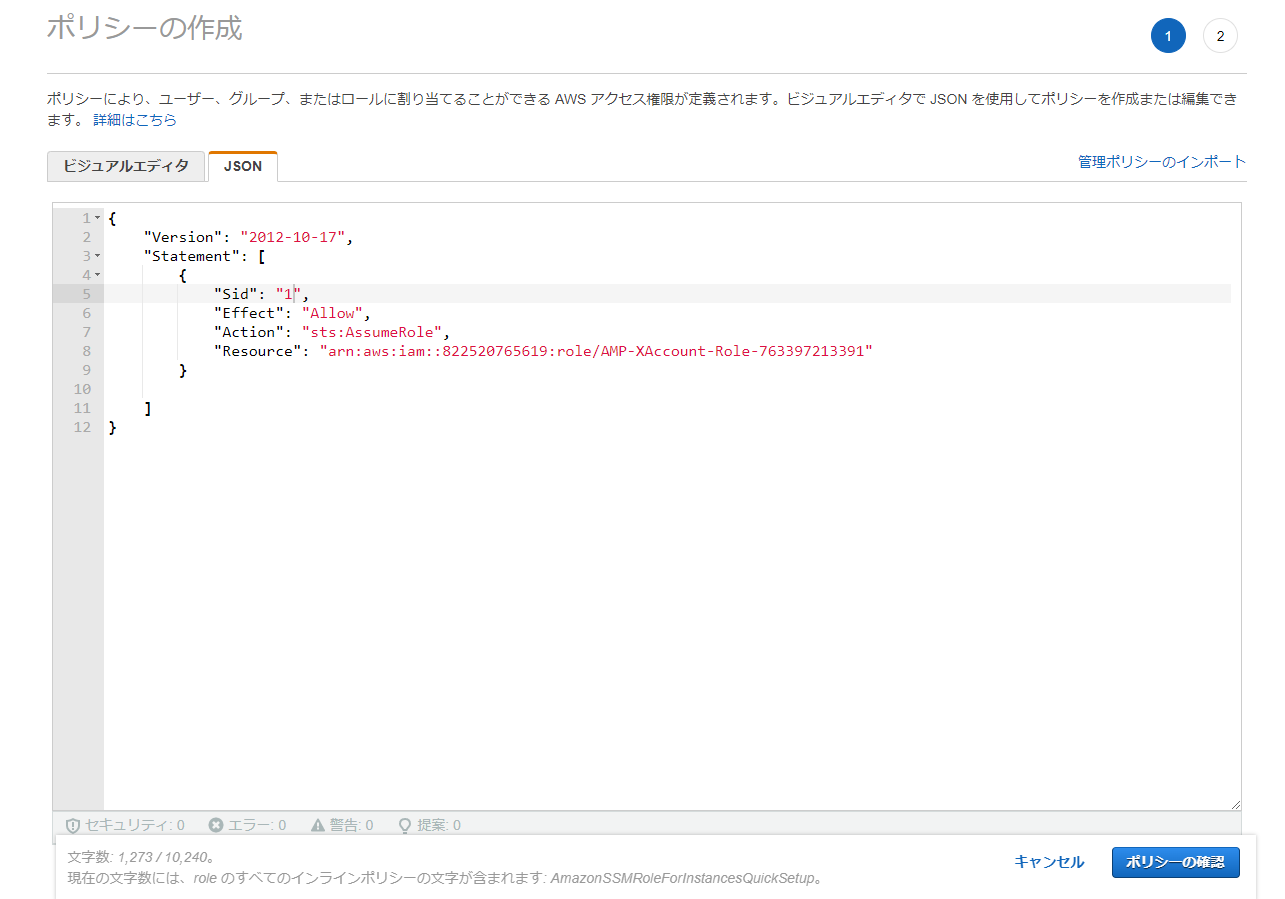 ポリシーの作成
1
2
ポリシーにより、ユーザー、グループ、またはロールに割り当てることができる AWS アクセス権限が定義されます。ビジュアルエディタで JSON を使用してポリシーを作成または編集でき
ます。 詳細はこちら
ビジュアルエディタ
JSON
管理ポリシーのインポート
1 {
2     "Version": "2012-10-17",
3     "Statement": [
4         {
5             "Sid": "1",
6             "Effect": "Allow",
7             "Action": "sts:AssumeRole",
8             "Resource": "arn:aws:iam::822520765619:role/AMP-XAccount-Role-763397213391"
9         }
10
11     ]
12 }
セキュリティ: 0 エラー: 0 警告: 0 提案: 0
文字数: 1,273 / 10,240。
現在の文字数には、role のすべてのインラインポリシーの文字が含まれます: AmazonSSMRoleForInstancesQuickSetup。
キャンセル
ポリシーの確認